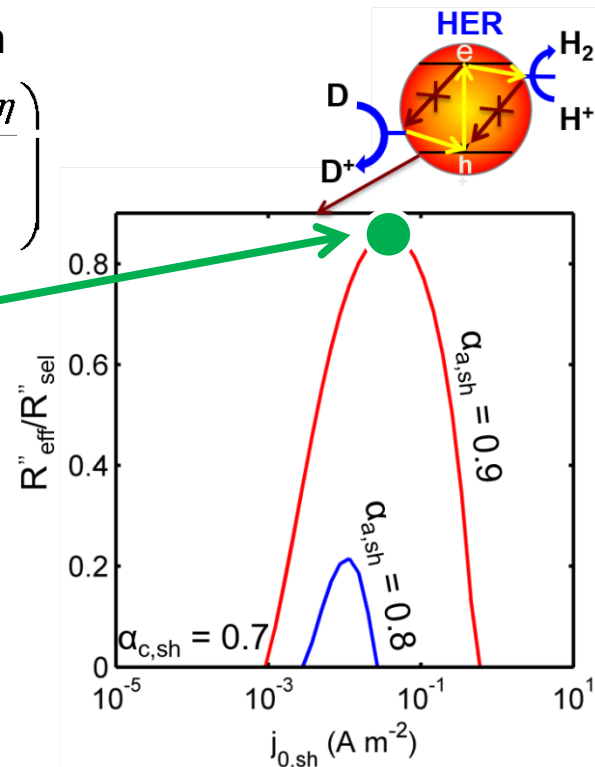 n
η
HER
e
H₂
D
H⁺
D⁺
h
+
R"eff/R"sel
0.8
0.6
0.4
0.2
0
αa,sh = 0.9
αa,sh = 0.8
αc,sh = 0.7
10⁻⁵
10⁻³
10⁻¹
10¹
j0.sh (A m⁻²)